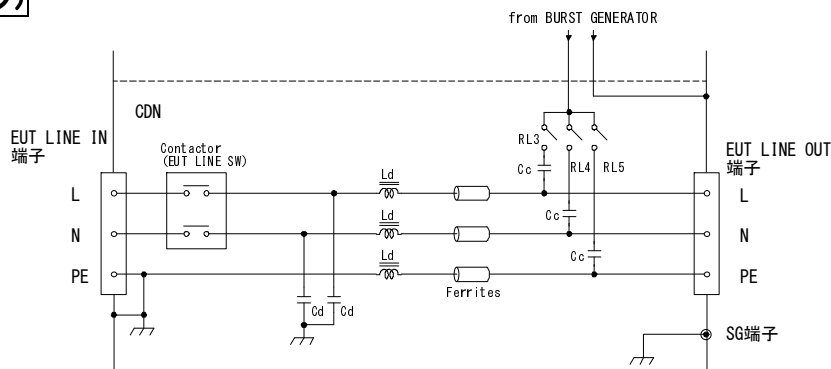 from BURST GENERATOR
CDN
EUT LINE IN
端子
Contactor
(EUT LINE SW)
RL3
RL4
RL5
EUT LINE OUT
端子
Ld
Cc
L
L
Ld
Cc
N
N
Ld
Cc
PE
PE
Ferrites
Cd
Cd
SG端子